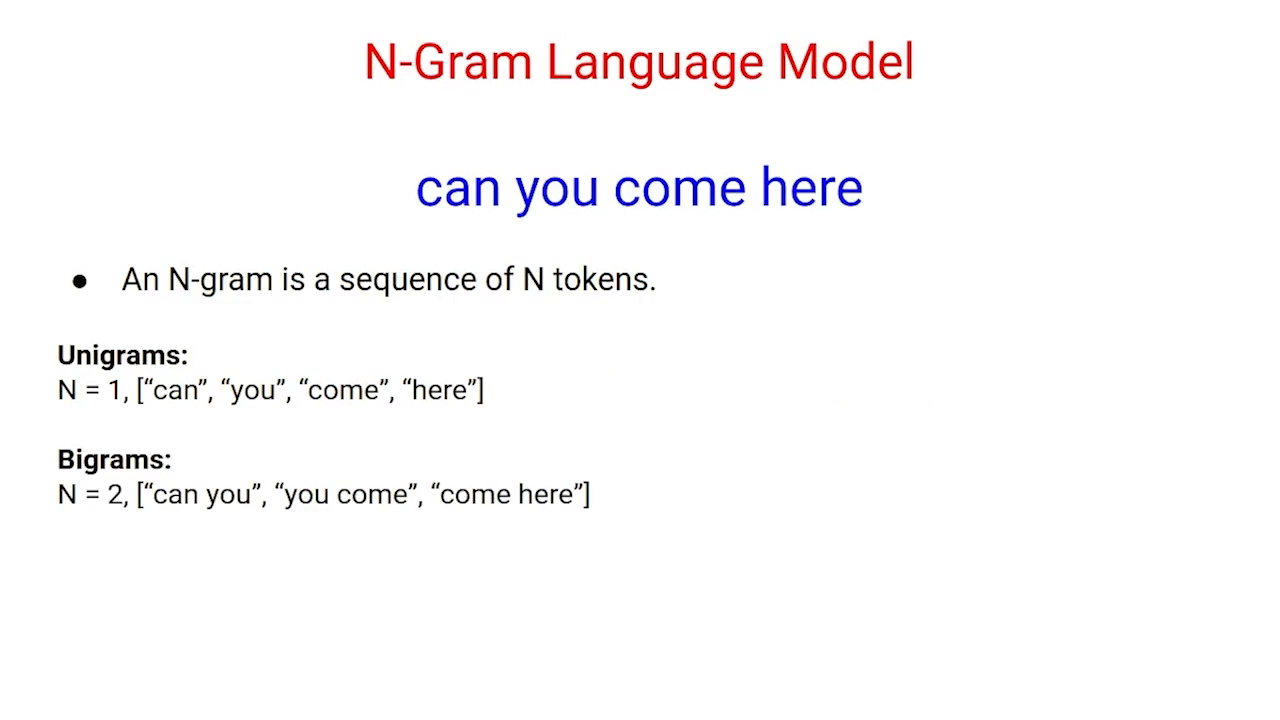 N-Gram Language Model
can you come here
● An N-gram is a sequence of N tokens.
Unigrams:
N = 1, [“can”, “you”, “come”, “here”]
Bigrams:
N = 2, [“can you”, “you come”, “come here”]